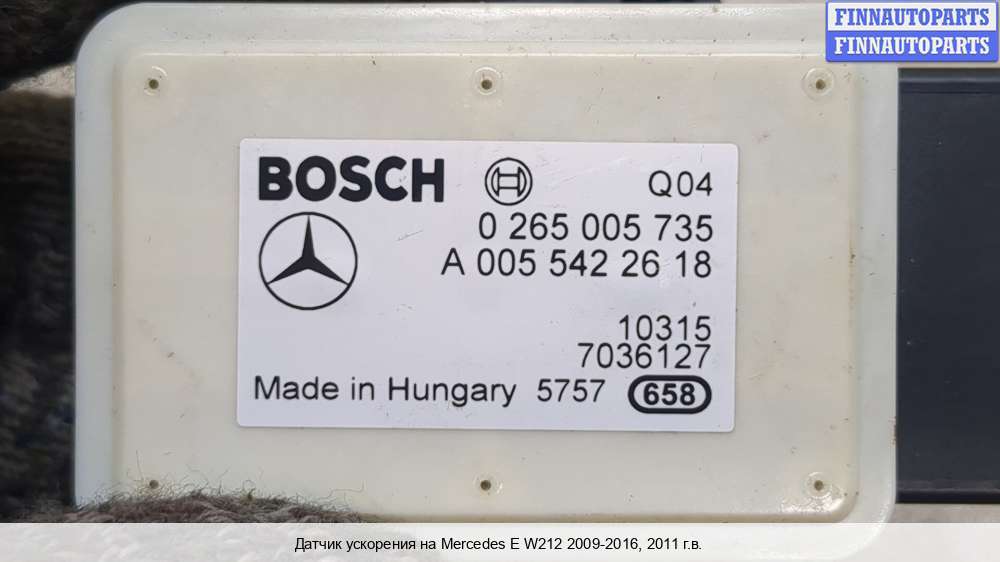 FINNAUTOPARTS
FINNAUTOPARTS
BOSCH Q04
0 265 005 735
A 005 542 26 18
10315
7036127
Made in Hungary 5757 658
Датчик ускорения на Mercedes E W212 2009-2016, 2011 г.в.